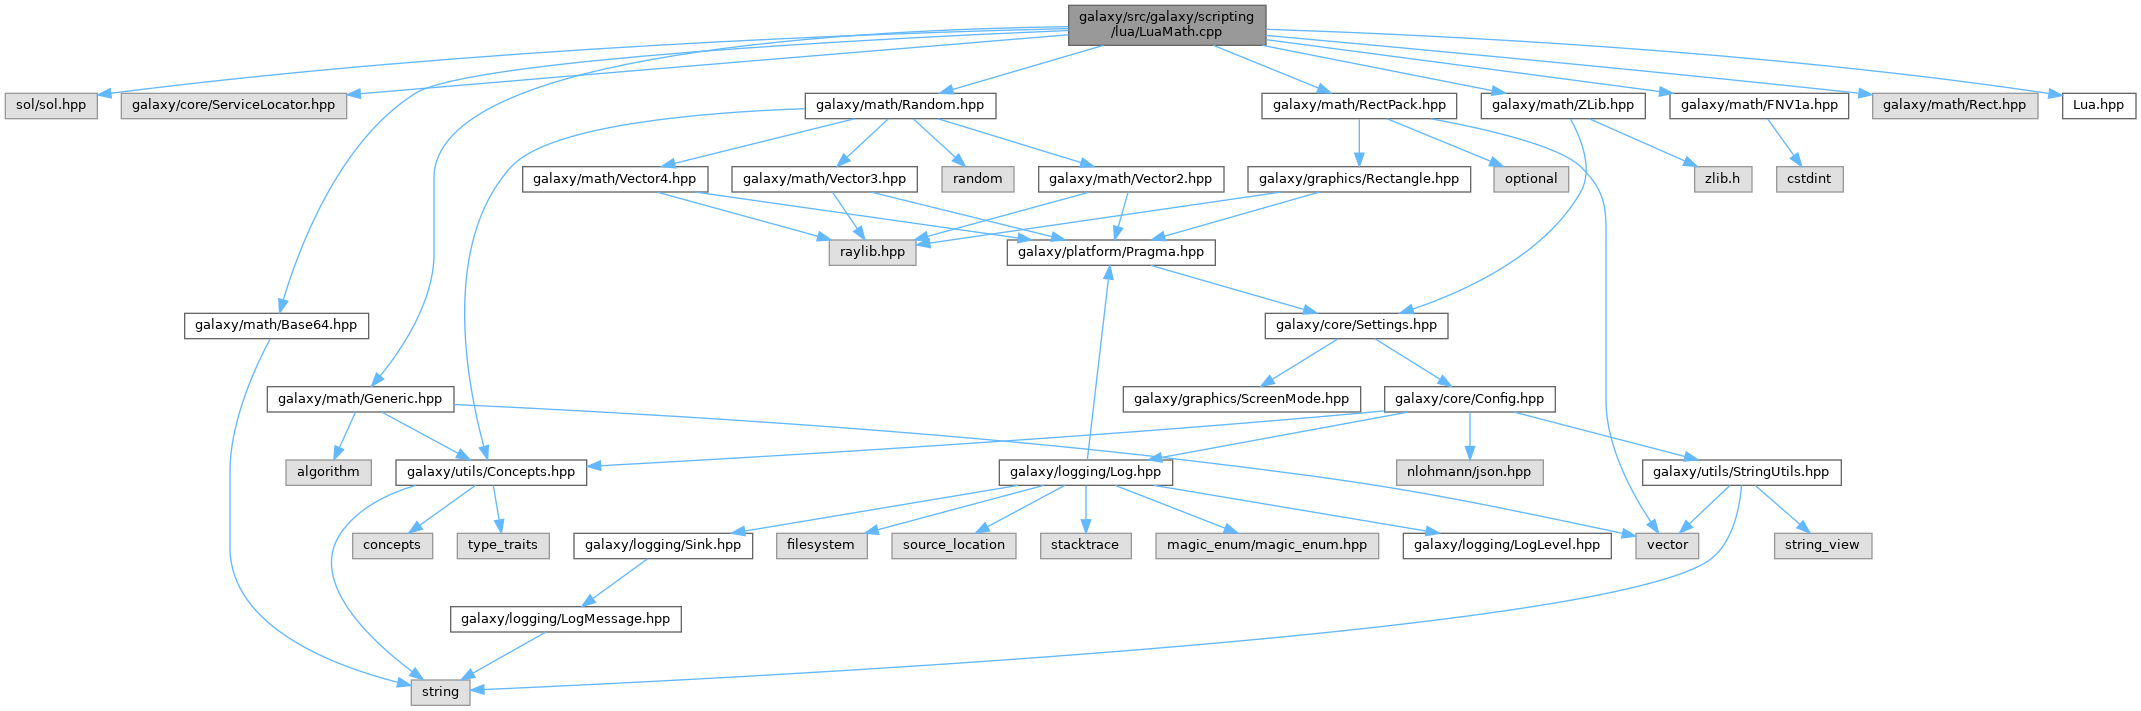 galaxy/src/galaxy/scripting
/lua/LuaMath.cpp
sol/sol.hpp
galaxy/core/ServiceLocator.hpp
galaxy/math/Random.hpp
galaxy/math/RectPack.hpp
galaxy/math/ZLib.hpp
galaxy/math/FNV1a.hpp
galaxy/math/Rect.hpp
Lua.hpp
galaxy/math/Vector4.hpp
galaxy/math/Vector3.hpp
random
galaxy/math/Vector2.hpp
galaxy/graphics/Rectangle.hpp
optional
zlib.h
cstdint
raylib.hpp
galaxy/platform/Pragma.hpp
galaxy/math/Base64.hpp
galaxy/core/Settings.hpp
galaxy/math/Generic.hpp
galaxy/graphics/ScreenMode.hpp
galaxy/core/Config.hpp
algorithm
galaxy/utils/Concepts.hpp
galaxy/logging/Log.hpp
nlohmann/json.hpp
galaxy/utils/StringUtils.hpp
concepts
type_traits
galaxy/logging/Sink.hpp
filesystem
source_location
stacktrace
magic_enum/magic_enum.hpp
galaxy/logging/LogLevel.hpp
vector
string_view
galaxy/logging/LogMessage.hpp
string